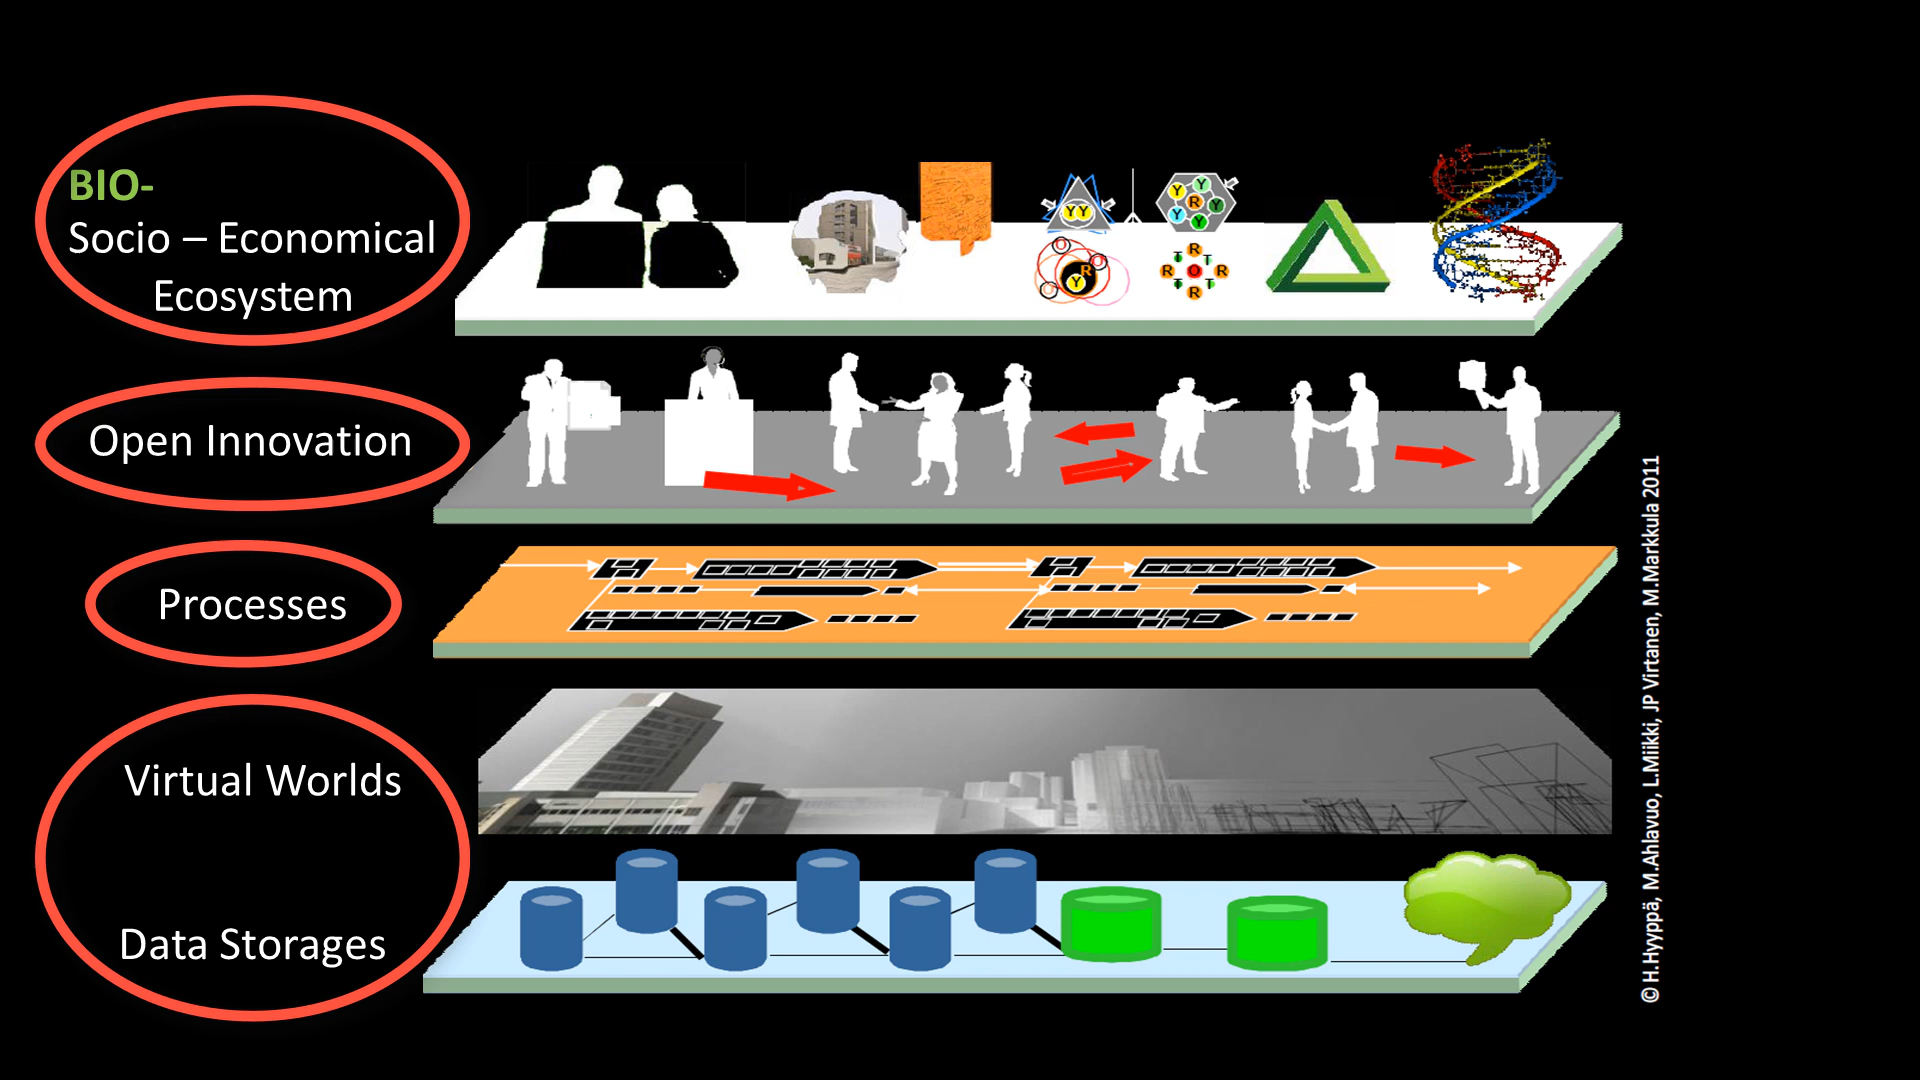 BIO-
Socio – Economical
Ecosystem
Y Y
Y Y
Y R Y
Y Y
O
O
R
Y
O
R
T T
R O R
T T
R
Open Innovation
Processes
Virtual Worlds
Data Storages
© H.Hyyppä, M.Ahlavuo, L.Miikki, JP Virtanen, M.Markkula 2011